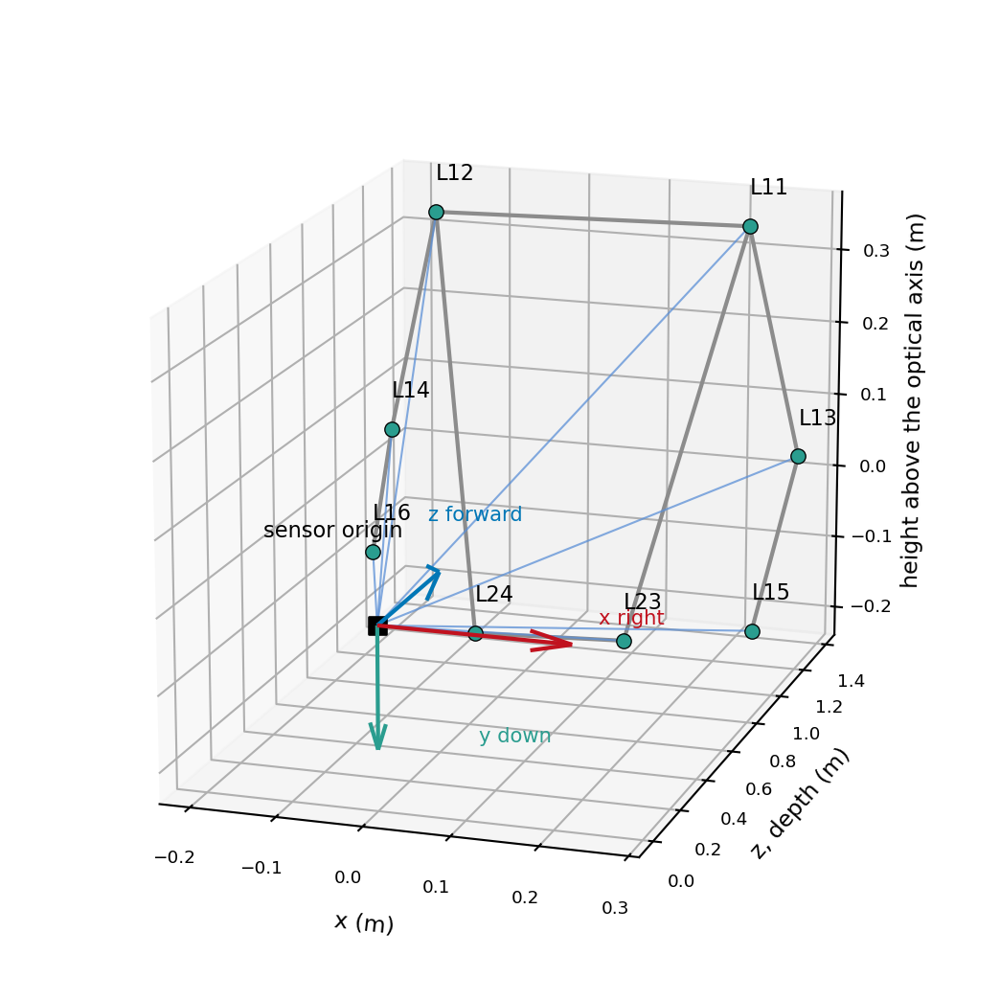 L12
L11
0.3
0.2
0.1
0.0
−0.1
−0.2
height above the optical axis (m)
L14
L13
L16
sensor origin
z forward
L24
L23
x right
L15
y down
1.4
1.2
1.0
0.8
0.6
0.4
0.2
0.0
z, depth (m)
−0.2
−0.1
0.0
0.1
0.2
0.3
x (m)